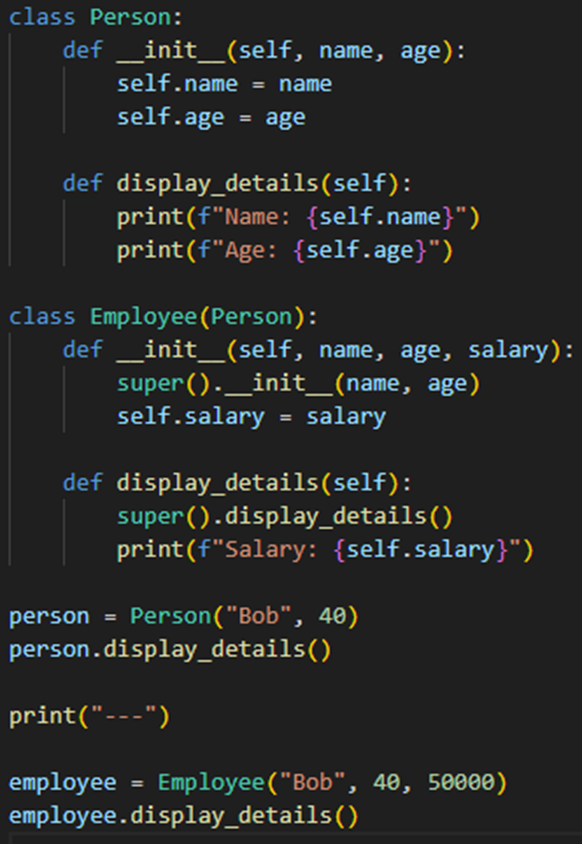 class Person:
    def __init__(self, name, age):
        self.name = name
        self.age = age
    def display_details(self):
        print(f"Name: {self.name}")
        print(f"Age: {self.age}")
class Employee(Person):
    def __init__(self, name, age, salary):
        super().__init__(name, age)
        self.salary = salary
    def display_details(self):
        super().display_details()
        print(f"Salary: {self.salary}")
person = Person("Bob", 40)
person.display_details()
print("---")
employee = Employee("Bob", 40, 50000)
employee.display_details()